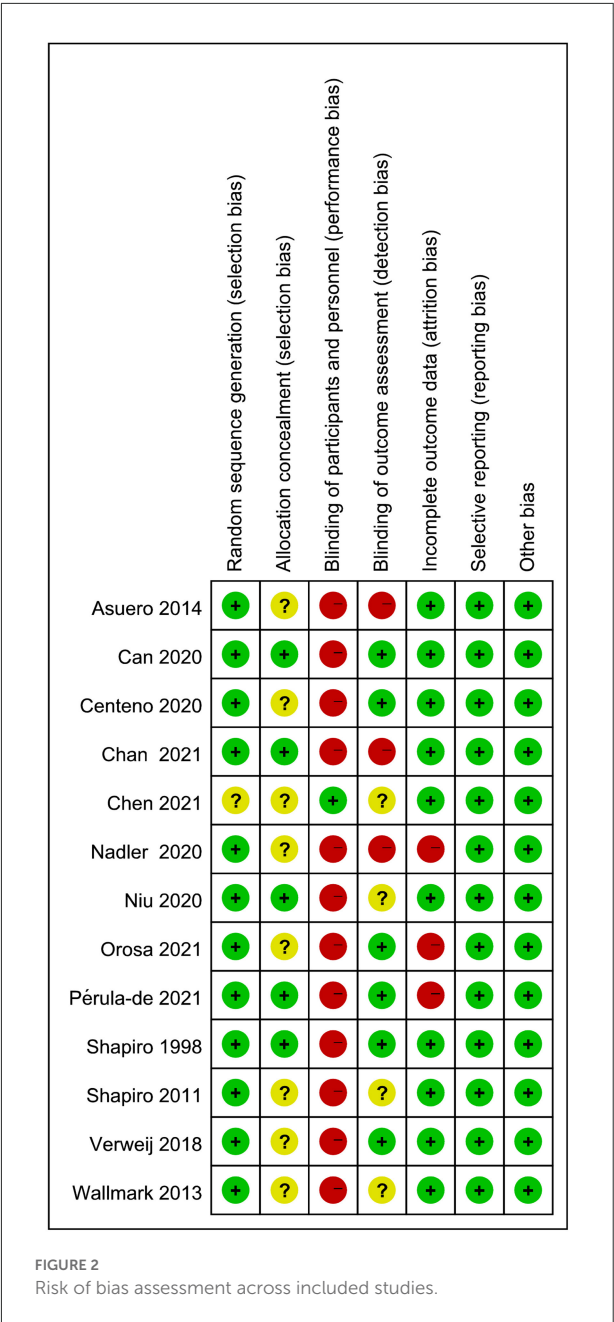 Random sequence generation (selection bias)
Allocation concealment (selection bias)
Blinding of participants and personnel (performance bias)
Blinding of outcome assessment (detection bias)
Incomplete outcome data (attrition bias)
Selective reporting (reporting bias)
Other bias
Asuero 2014 + ? − − + + +
Can 2020 + + − + + + +
Centeno 2020 + ? − + + + +
Chan 2021 + + − − + + +
Chen 2021 ? ? + ? + + +
Nadler 2020 + ? − − − + +
Niu 2020 + + − ? + + +
Orosa 2021 + ? − + − + +
Pérula-de 2021 + + − + − + +
Shapiro 1998 + + − + + + +
Shapiro 2011 + ? − ? + + +
Verweij 2018 + ? − + + + +
Wallmark 2013 + ? − ? + + +
FIGURE 2
Risk of bias assessment across included studies.